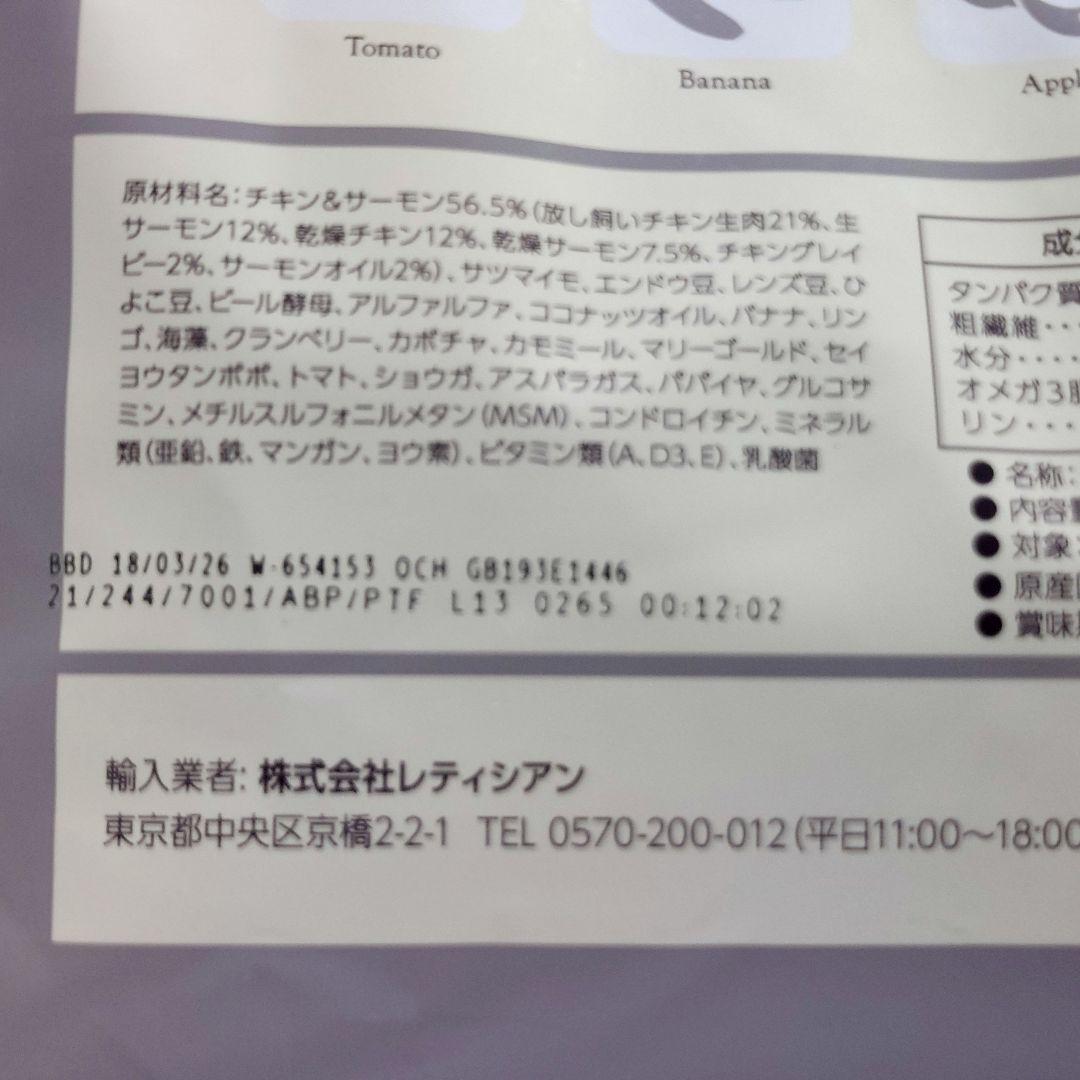 Tomato
Banana
原材料名:チキン&サーモン56.5%(放し飼いチキン生肉21%、生
サーモン12%、乾燥チキン12%、乾燥サーモン7.5%、チキングレイ
ビー2%、サーモンオイル2%)、サツマイモ、エンドウ豆、レンズ豆、ひ
よこ豆、ビール酵母、アルファルファ、ココナッツオイル、バナナ、リン
ゴ、海藻、クランベリー、カボチャ、カモミール、マリーゴールド、セイ
ヨウタンポポ、トマト、ショウガ、アスパラガス、パパイヤ、グルコサ
ミン、メチルスルフォニルメタン(MSM)、コンドロイチン、ミネラル
類(亜鉛、鉄、マンガン、ヨウ素)、ビタミン類(A、D3、E)、乳酸菌
タンパク質
粗繊維・・
水分・・・・
オメガ3
リン・・・
● 名称:
● 内容
● 対象
● 原産
● 賞味
BBD 18/03/26 W-654153 OCH GB193E1446
21/244/7001/ABP/PTF L13 0265 00:12:02
輸入業者: 株式会社レティシアン
東京都中央区京橋2-2-1 TEL 0570-200-012(平日11:00〜18:00